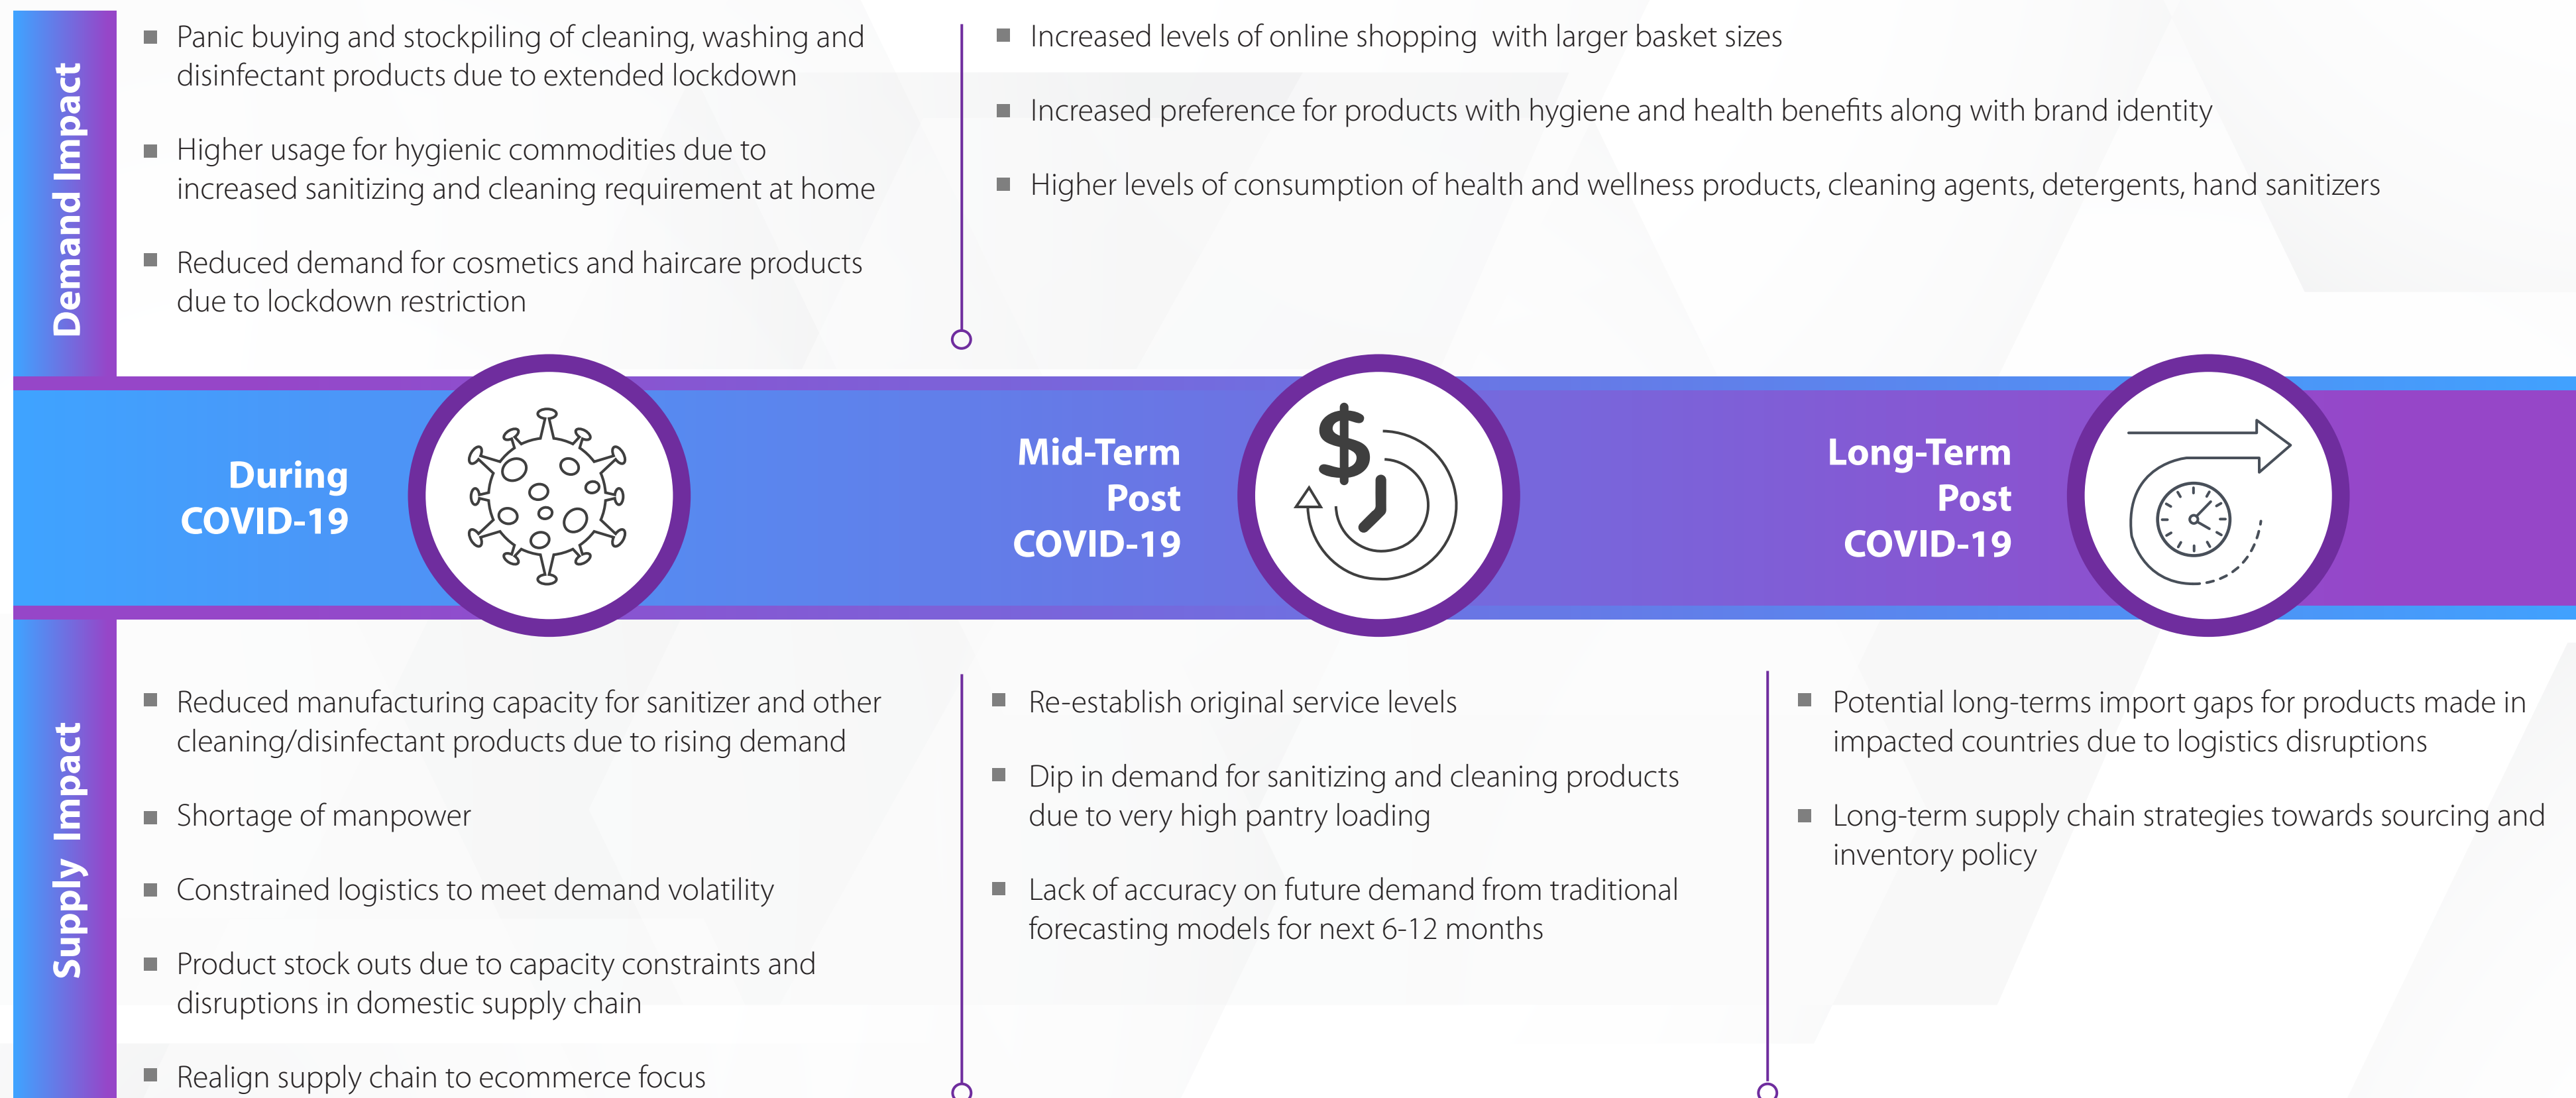 Demand Impact
Panic buying and stockpiling of cleaning, washing and
disinfectant products due to extended lockdown
Higher usage for hygienic commodities due to
increased sanitizing and cleaning requirement at home
Reduced demand for cosmetics and haircare products
due to lockdown restriction
Increased levels of online shopping with larger basket sizes
Increased preference for products with hygiene and health benefits along with brand identity
Higher levels of consumption of health and wellness products, cleaning agents, detergents, hand sanitizers
During
COVID-19
$
Mid-Term
Post
COVID-19
Long-Term
Post
COVID-19
Supply Impact
Reduced manufacturing capacity for sanitizer and other
cleaning/disinfectant products due to rising demand
Shortage of manpower
Constrained logistics to meet demand volatility
Product stock outs due to capacity constraints and
disruptions in domestic supply chain
Realign supply chain to ecommerce focus
Re-establish original service levels
Dip in demand for sanitizing and cleaning products
due to very high pantry loading
Lack of accuracy on future demand from traditional
forecasting models for next 6-12 months
Potential long-terms import gaps for products made in
impacted countries due to logistics disruptions
Long-term supply chain strategies towards sourcing and
inventory policy